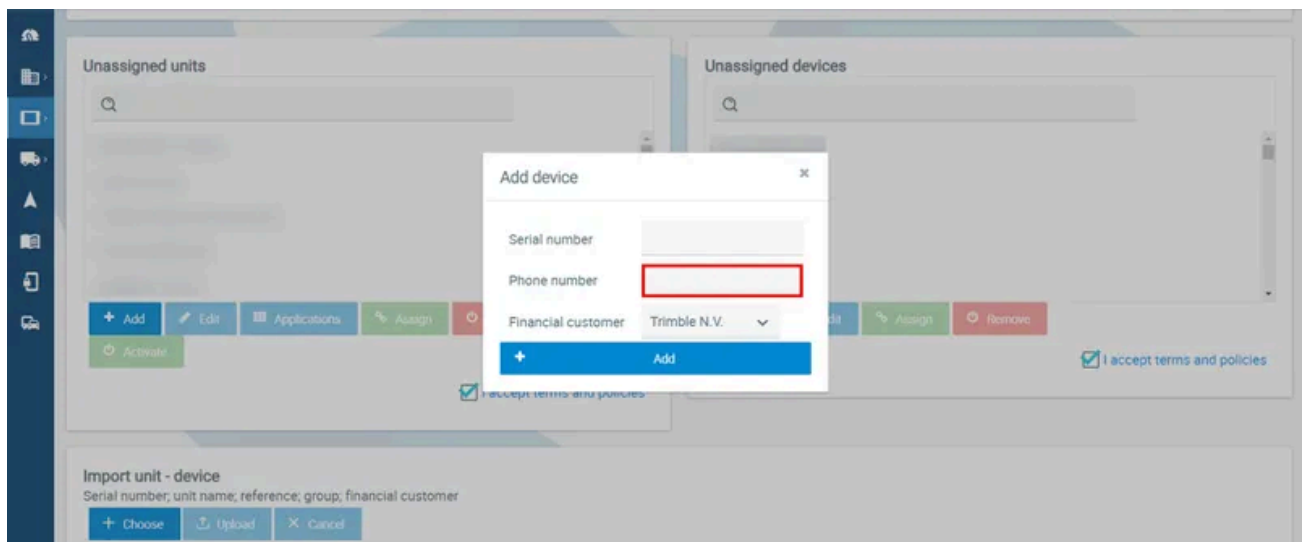 Unassigned units
Unassigned devices
Add device
×
Serial number
Phone number
Financial customer
Trimble N.V.
+ Add
+ Add
Edit
Applications
Assign
Assign
Remove
Activate
I accept terms and policies
I accept terms and policies
Import unit - device
Serial number; unit name; reference; group; financial customer
+ Choose
Upload
× Cancel